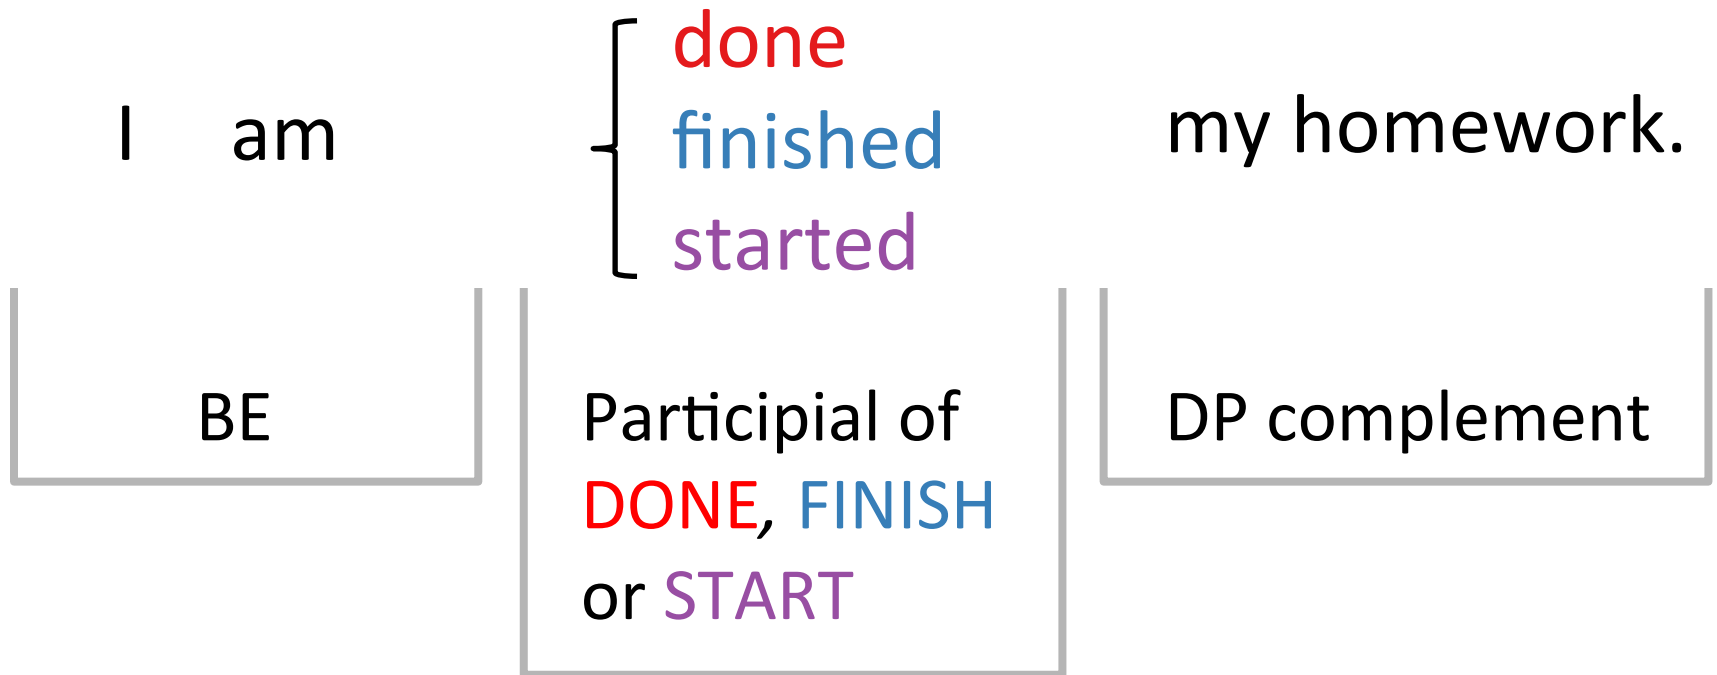 done
I am finished my homework.
started
BE
Participial of
DONE, FINISH
or START
DP complement